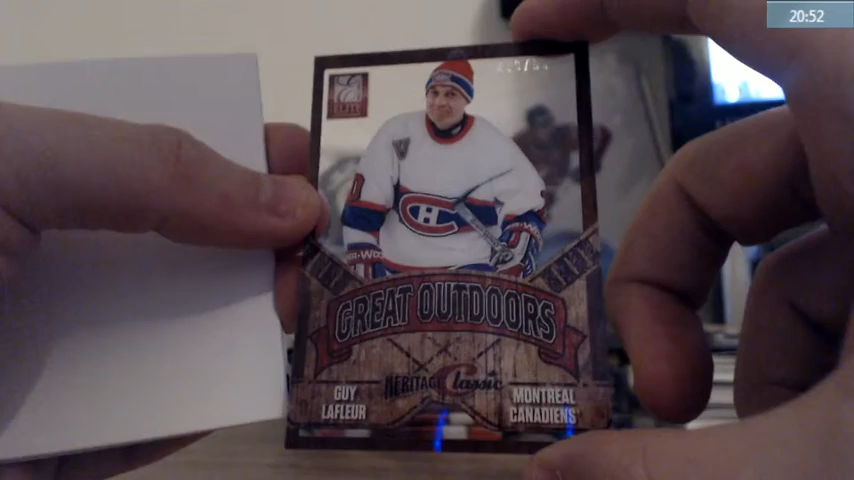 20:52
ELITE
GREAT OUTDOORS
HERITAGE Classic
GUY
LAFLEUR
MONTREAL
CANADIENS